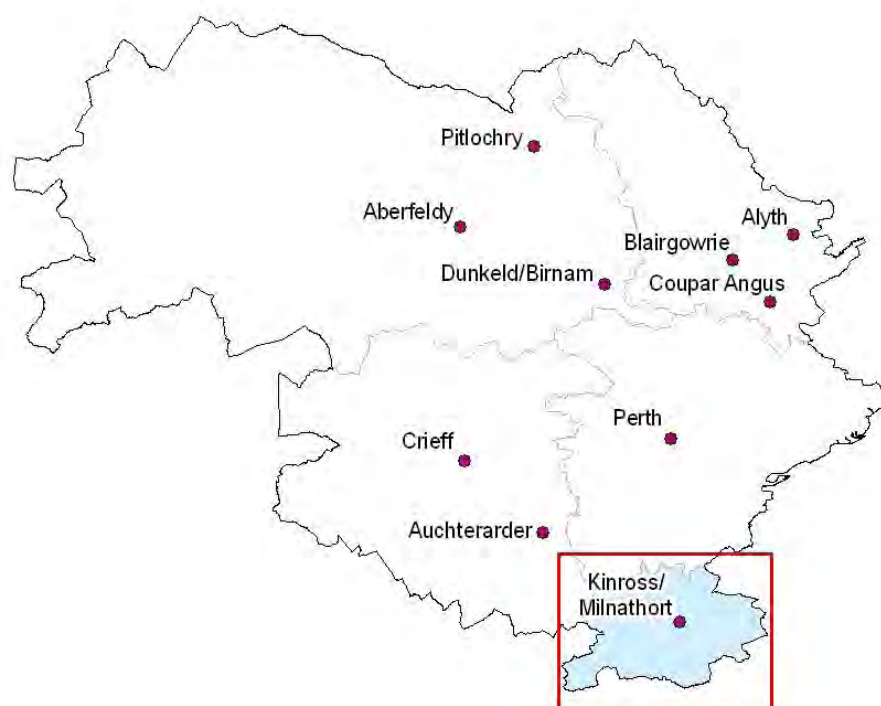 Pitlochry
Aberfeldy
Alyth
Blairgowrie
Dunkeld/Birnam
Coupar Angus
Perth
Crieff
Auchterarder
Kinross/
Milnathort